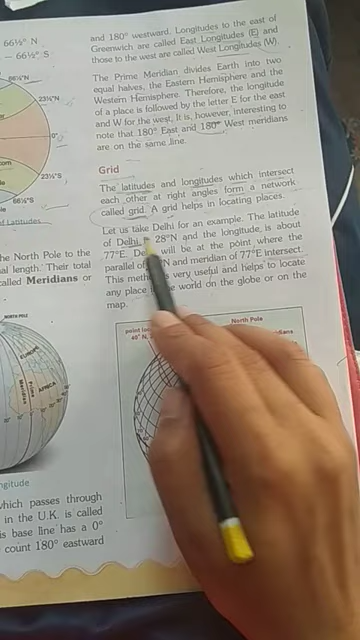 66½° N
– 66½° S
66½°N
23½°N
0°
23½°S
66½°S
d Latitudes
he North Pole to the
al length. Their total
called Meridians or
NORTH POLE
EUROPE
AFRICA
Prime
Meridian
ngitude
which passes through
in the U.K. is called
is base line has a 0°
count 180° eastward
and 180° westward. Longitudes to the east of
Greenwich are called East Longitudes (E) and
those to the west are called West Longitudes (W).
The Prime Meridian divides Earth into two
equal halves, the Eastern Hemisphere and the
Western Hemisphere. Therefore, the longitude
of a place is followed by the letter E for the east
and W for the west. It is, however, interesting to
note that 180° East and 180° West meridians
are on the same line.
Grid
The latitudes and longitudes which intersect
each other at right angles form a network
called grid. A grid helps in locating places.
Let us take Delhi for an example. The latitude
of Delhi 28°N and the longitude, is about
77°E. will be at the point where the
parallel of and meridian of 77°E intersect.
This is very useful and helps to locate
any place world on the globe or on the
map.
North Pole